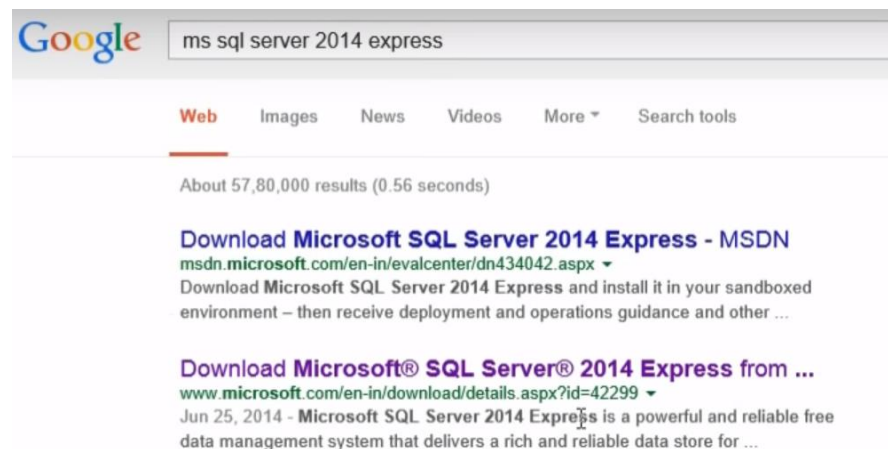 Google
ms sql server 2014 express
Web Images News Videos More Search tools
About 57,80,000 results (0.56 seconds)
Download Microsoft SQL Server 2014 Express - MSDN
msdn.microsoft.com/en-in/evalcenter/dn434042.aspx
Download Microsoft SQL Server 2014 Express and install it in your sandboxed
environment – then receive deployment and operations guidance and other ...
Download Microsoft® SQL Server® 2014 Express from ...
www.microsoft.com/en-in/download/details.aspx?id=42299
Jun 25, 2014 - Microsoft SQL Server 2014 Express is a powerful and reliable free
data management system that delivers a rich and reliable data store for ...